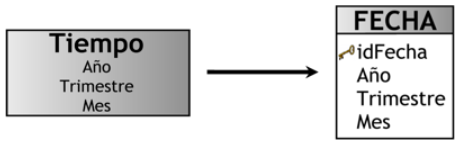 Tiempo
Año
Trimestre
Mes
FECHA
idFecha
Año
Trimestre
Mes